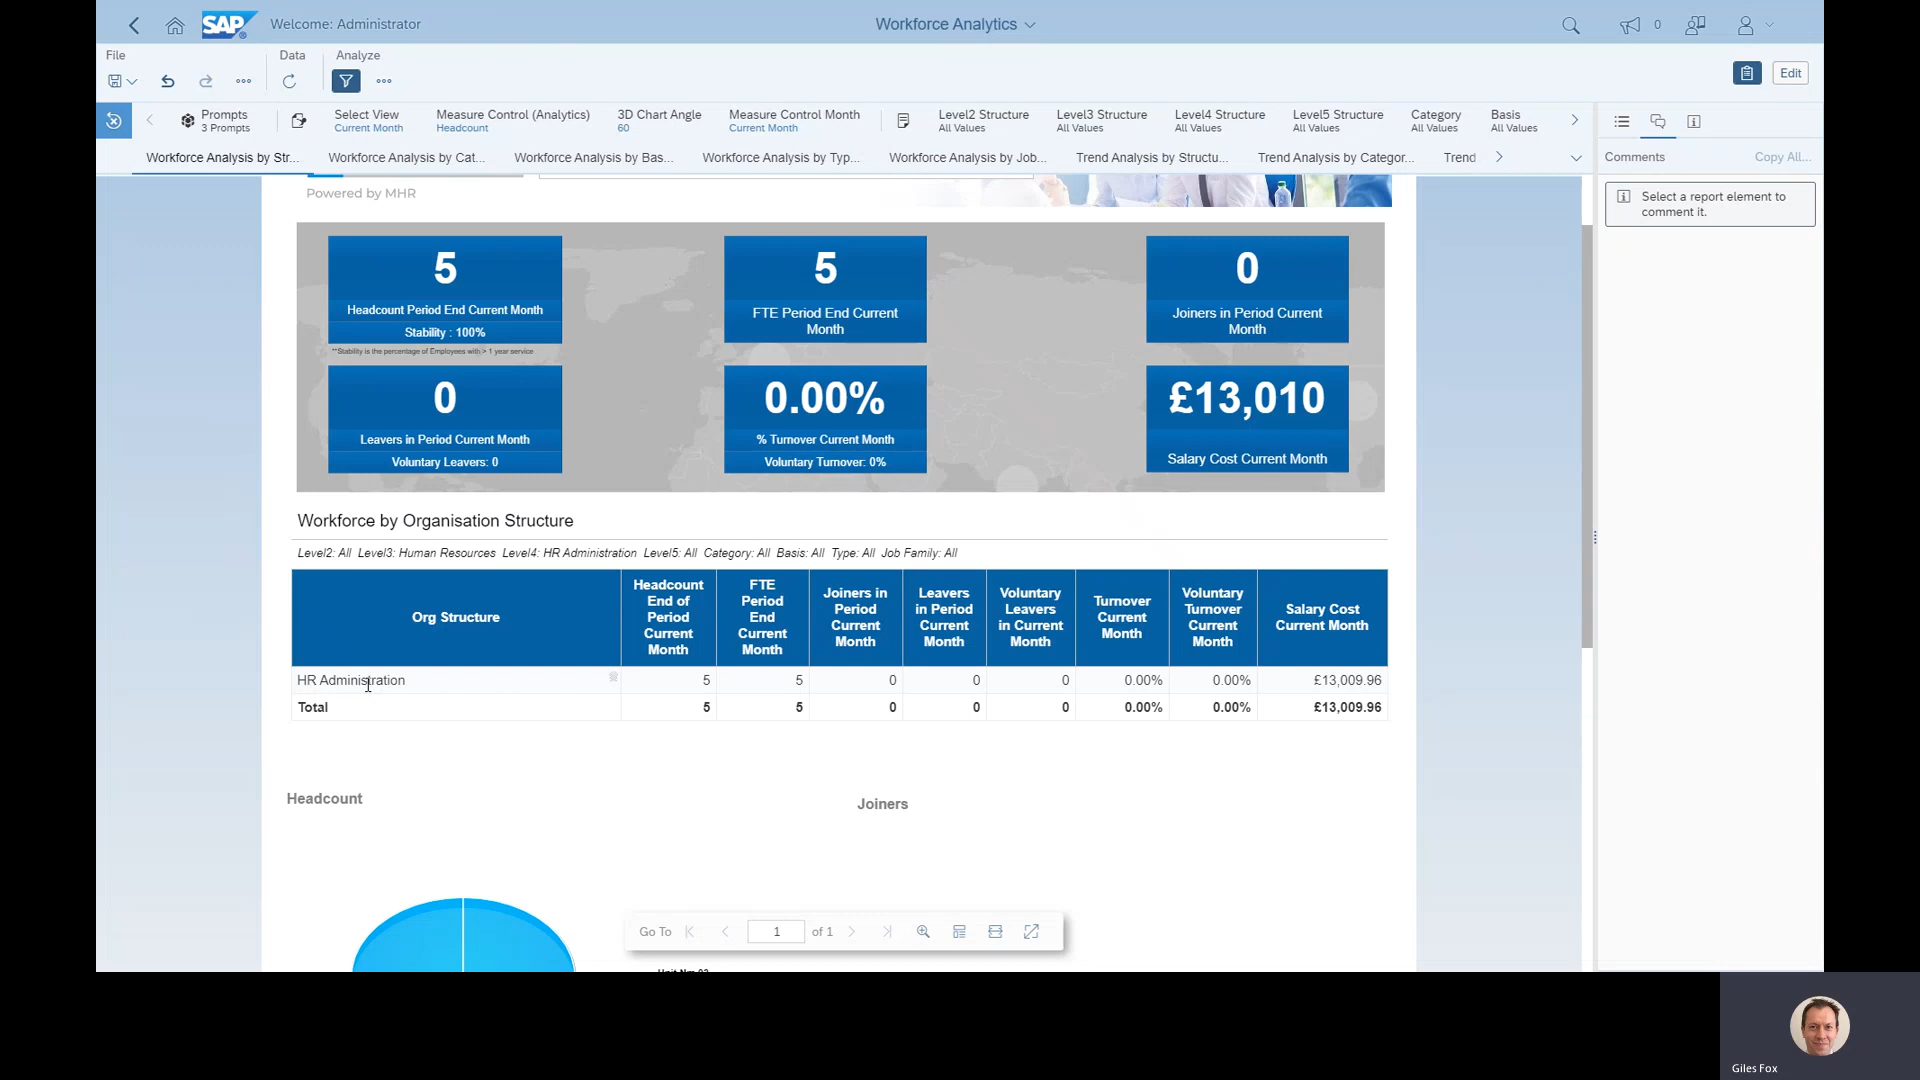 SAP
Welcome: Administrator
Workforce Analytics
0
File
Data
Analyze
Edit
Prompts
3 Prompts
Select View
Current Month
Measure Control (Analytics)
Headcount
3D Chart Angle
60
Measure Control Month
Current Month
Level2 Structure
All Values
Level3 Structure
All Values
Level4 Structure
All Values
Level5 Structure
All Values
Category
All Values
Basis
All Values
Workforce Analysis by Str...
Workforce Analysis by Cat...
Workforce Analysis by Bas...
Workforce Analysis by Typ...
Workforce Analysis by Job...
Trend Analysis by Structu...
Trend Analysis by Categor...
Trend
Comments
Copy All...
Select a report element to
comment it.
Powered by MHR
5
Headcount Period End Current Month
Stability : 100%
**Stability is the percentage of Employees with > 1 year service
5
FTE Period End Current
Month
0
Joiners in Period Current
Month
0
Leavers in Period Current Month
Voluntary Leavers: 0
0.00%
% Turnover Current Month
Voluntary Turnover: 0%
£13,010
Salary Cost Current Month
Workforce by Organisation Structure
Level2: All Level3: Human Resources Level4: HR Administration Level5: All Category: All Basis: All Type: All Job Family: All
Org Structure
Headcount
End of
Period
Current
Month
FTE
Period
End
Current
Month
Joiners in
Period
Current
Month
Leavers
in Period
Current
Month
Voluntary
Leavers
in Current
Month
Turnover
Current
Month
Voluntary
Turnover
Current
Month
Salary Cost
Current Month
HR Administration 5 5 0 0 0 0.00% 0.00% £13,009.96
Total 5 5 0 0 0 0.00% 0.00% £13,009.96
Headcount
Joiners
Go To
1
of 1
Giles Fox